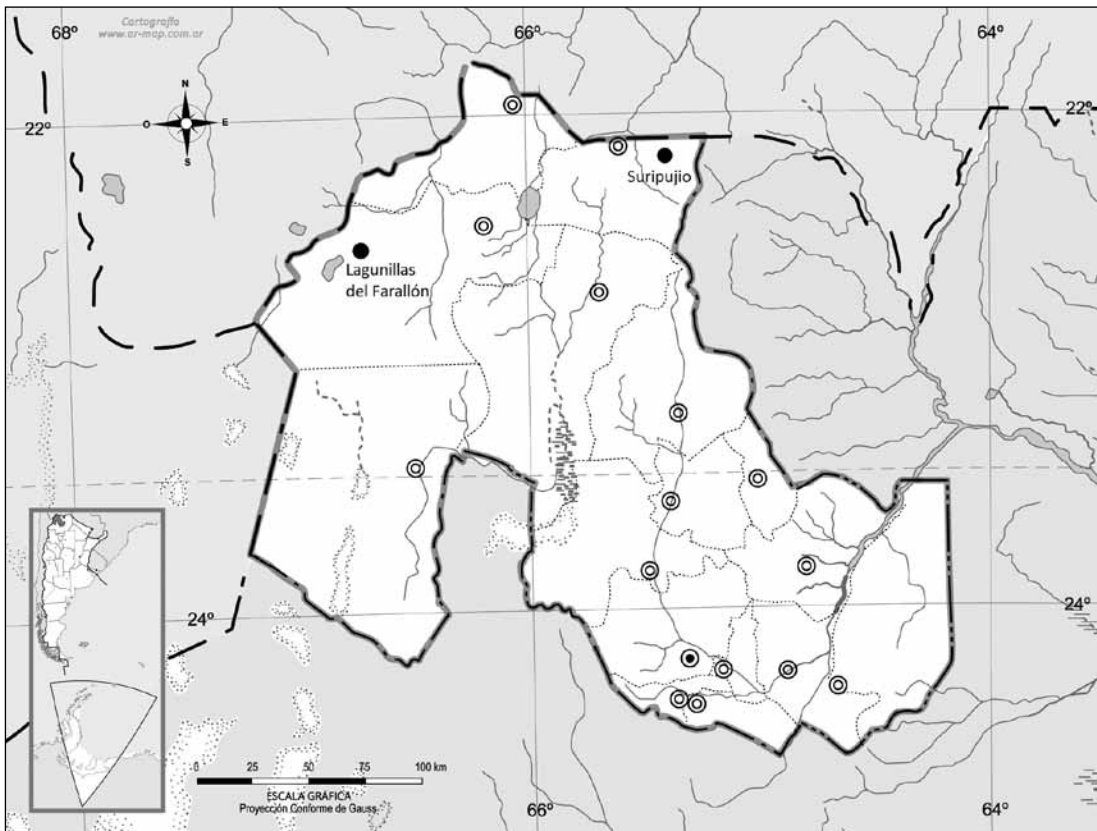 Cartografía
www.ar-map.com.ar
68º
66º
64º
N
O
E
S
22º
22º
Suripujio
Lagunillas
del Farallón
24º
24º
0 25 50 75 100 km
ESCALA GRÁFICA
Proyección Conforme de Gauss
66º
64º